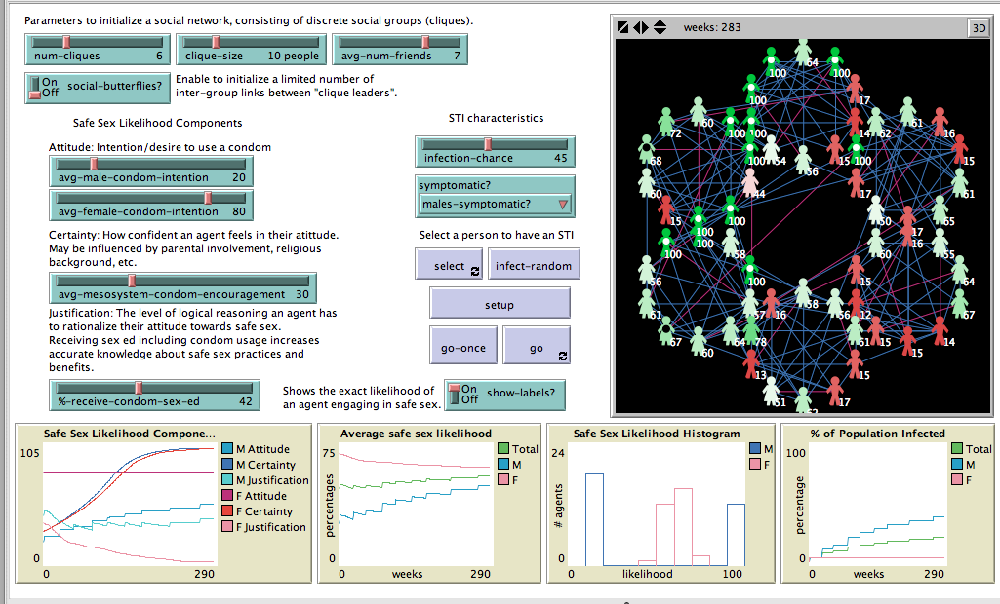 Parameters to initialize a social network, consisting of discrete social groups (cliques).
num-cliques 6
clique-size 10 people
avg-num-friends 7
On
Off
social-butterflies?
Enable to initialize a limited number of
inter-group links between "clique leaders".
Safe Sex Likelihood Components
Attitude: Intention/desire to use a condom
avg-male-condom-intention 20
avg-female-condom-intention 80
Certainty: How confident an agent feels in their attitude.
May be influenced by parental involvement, religious
background, etc.
avg-mesosystem-condom-encouragement 30
Justification: The level of logical reasoning an agent has
to rationalize their attitude towards safe sex.
Receiving sex ed including condom usage increases
accurate knowledge about safe sex practices and
benefits.
%-receive-condom-sex-ed 42
STI characteristics
infection-chance 45
symptomatic?
males-symptomatic?
Select a person to have an STI
select
infect-random
setup
go-once
go
Shows the exact likelihood of
an agent engaging in safe sex.
On
Off
show-labels?
weeks: 283
3D
64
100
100
100
17
72
60
100
100
14
62
61
16
68
100
54
56
15
100
15
60
44
17
61
15
100
100
100
100
50
17
16
65
60
55
66
100
15
64
61
57
16
58
56
12
67
67
60
64
78
61
15
15
14
13
15
51
62
17
Safe Sex Likelihood Compone...
105
0
0
290
M Attitude
M Certainty
M Justification
F Attitude
F Certainty
F Justification
Average safe sex likelihood
75
percentages
0
0
weeks
290
Total
M
F
Safe Sex Likelihood Histogram
24
# agents
0
0
likelihood
100
M
F
% of Population Infected
100
percentage
0
0
weeks
290
Total
M
F